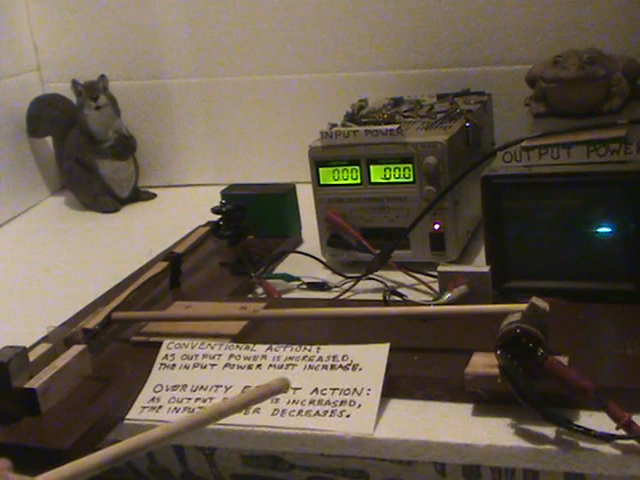 INPUT POWER
0.00 00.0
OUTPUT POWER
CONVENTIONAL ACTION:
AS OUTPUT POWER IS INCREASED,
THE INPUT POWER MUST INCREASE.
OVERUNITY ACTION:
AS OUTPUT IS INCREASED,
THE INPUT DECREASES.